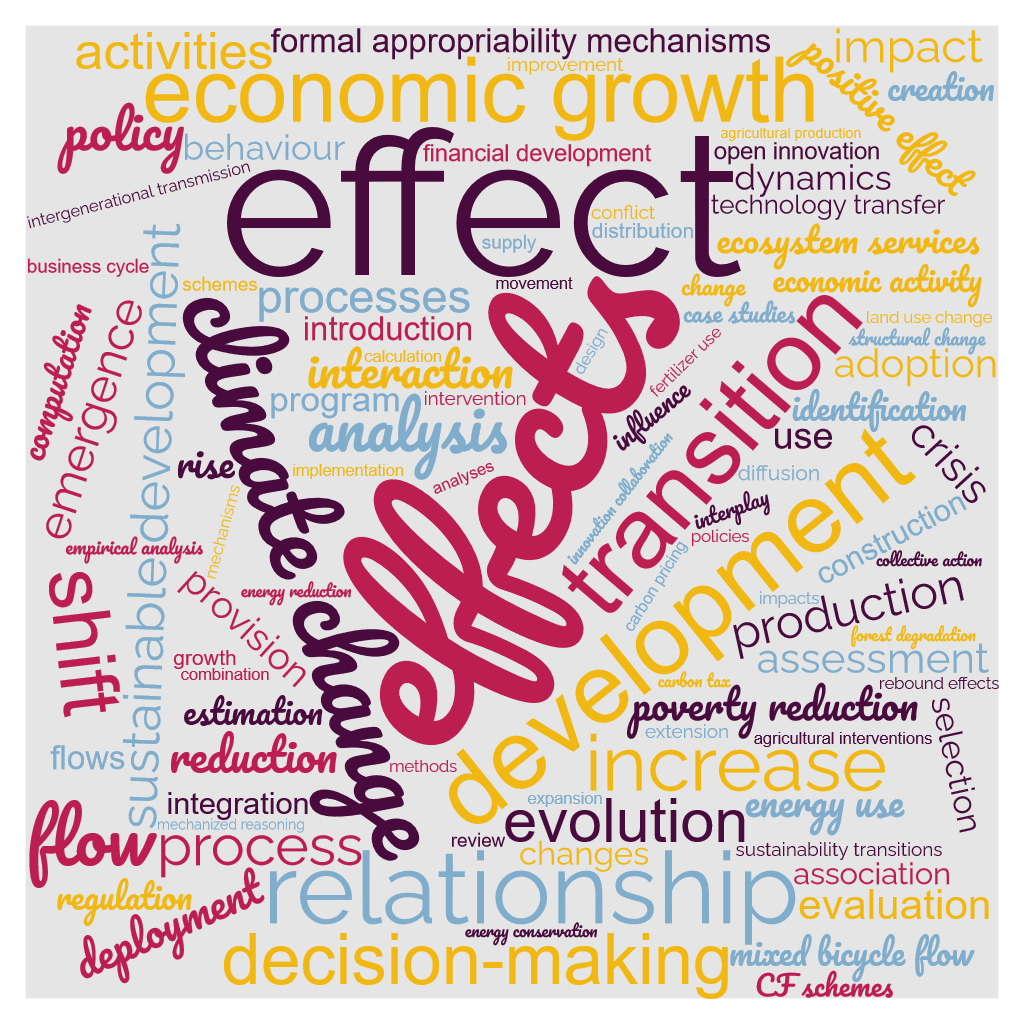 formal appropriability mechanisms
activities
improvement
impact
economic growth
positive effect
creation
policy
behaviour
financial development
agricultural production
open innovation
intergenerational transmission
effect
dynamics
technology transfer
conflict
distribution
supply
ecosystem services
business cycle
schemes
movement
change
economic activity
processes
introduction
case studies
land use change
structural change
calculation
interaction
design
fertilizer use
adoption
program
intervention
influence
identification
analysis
use
computation
emergence
sustainable development
climate change
effects
transition
crisis
rise
implementation
analyses
innovation collaboration
diffusion
mechanisms
interplay
policies
development
construction
empirical analysis
collective action
shift
provision
energy reduction
carbon pricing
impacts
production
forest degradation
growth
combination
assessment
carbon tax
rebound effects
estimation
poverty reduction
selection
extension
agricultural interventions
flows
reduction
methods
increase
integration
expansion
energy use
mechanized reasoning
evolution
flow
process
review
changes
sustainability transitions
relationship
association
regulation
deployment
evaluation
energy conservation
decision-making
mixed bicycle flow
CF schemes